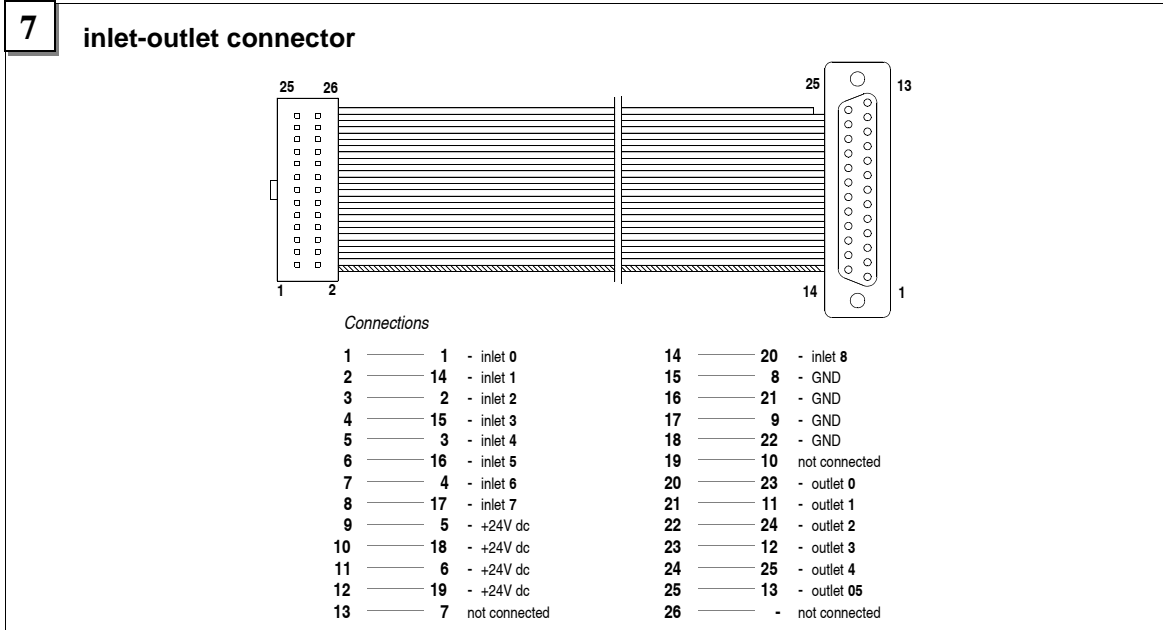 7
inlet-outlet connector
25 26
25 13
1 2
14 1
Connections
1 1 - inlet 0
2 14 - inlet 1
3 2 - inlet 2
4 15 - inlet 3
5 3 - inlet 4
6 16 - inlet 5
7 4 - inlet 6
8 17 - inlet 7
9 5 - +24V dc
10 18 - +24V dc
11 6 - +24V dc
12 19 - +24V dc
13 7 not connected
14 20 - inlet 8
15 8 - GND
16 21 - GND
17 9 - GND
18 22 - GND
19 10 not connected
20 23 - outlet 0
21 11 - outlet 1
22 24 - outlet 2
23 12 - outlet 3
24 25 - outlet 4
25 13 - outlet 05
26 - not connected